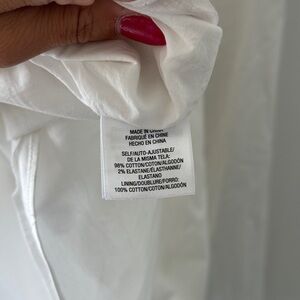 MADE IN CHINA
FABRIQUÉ EN CHINE
HECHO EN CHINA
SELF/AUTO-AJUSTABLE/
DE LA MISMA TELA:
98% COTTON/COTON/ALGODÓN
2% ELASTANE/ÉLASTHANNE/
ELASTANO
LINING/DOUBLURE/FORRO:
100% COTTON/COTON/ALGODÓN